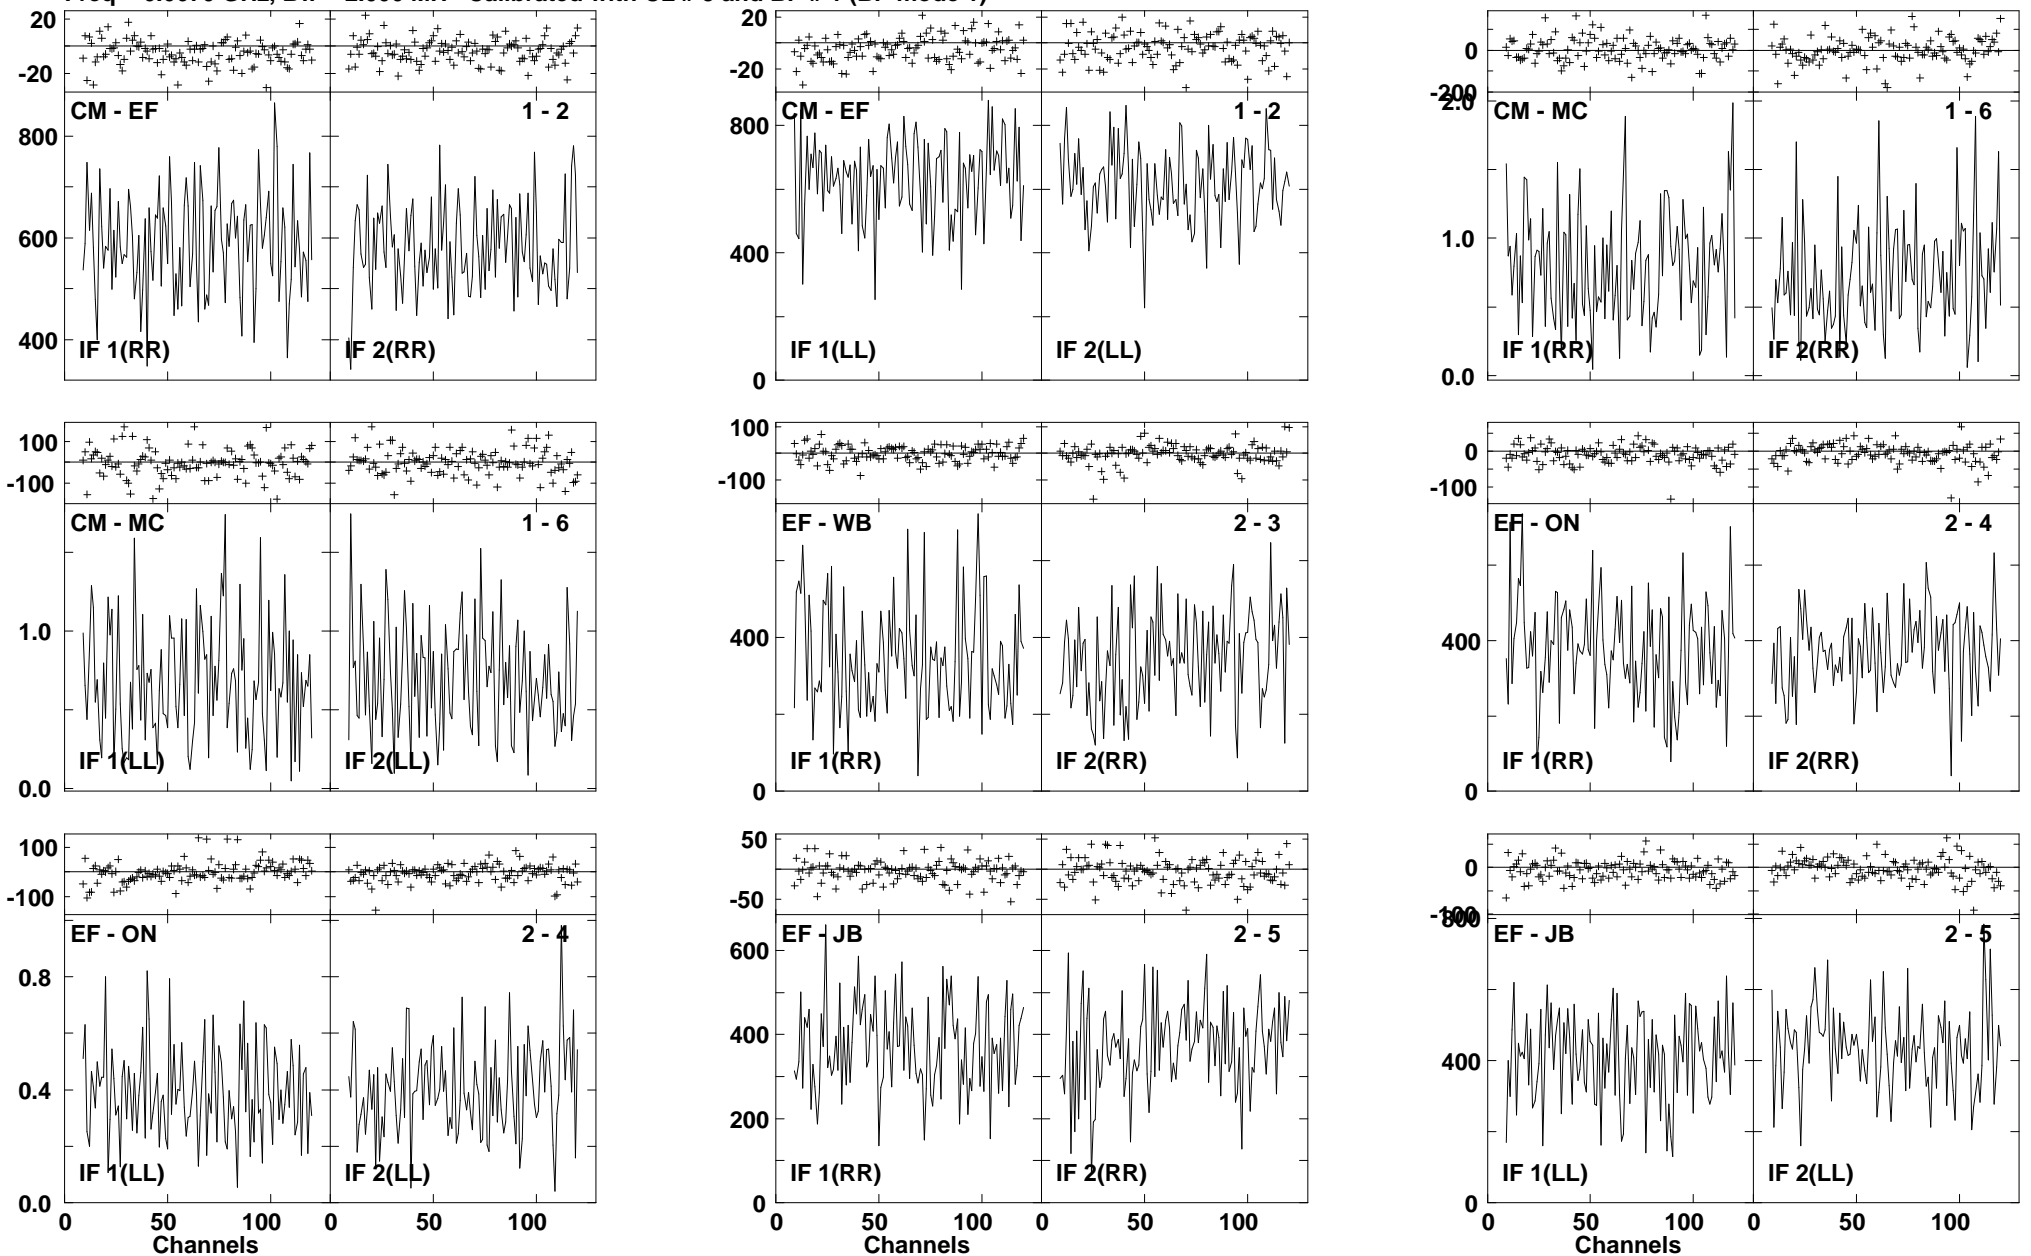 20
-20
CM - EF 1 - 2
800
600
400
IF 1(RR) IF 2(RR)
20
-20
CM - EF 1 - 2
800
400
0
IF 1(LL) IF 2(LL)
0
-200
2.0
CM - MC 1 - 6
1.0
0.0
IF 1(RR) IF 2(RR)
100
-100
CM - MC 1 - 6
1.0
0.0
IF 1(LL) IF 2(LL)
100
-100
EF - WB 2 - 3
400
0
IF 1(RR) IF 2(RR)
0
-100
EF - ON 2 - 4
400
0
IF 1(RR) IF 2(RR)
100
-100
EF - ON 2 - 4
0.8
0.4
0.0
IF 1(LL) IF 2(LL)
0 50 100 0 50 100
Channels
50
-50
EF - JB 2 - 5
600
400
200
0
IF 1(RR) IF 2(RR)
0 50 100 0 50 100
Channels
0
-100
800
EF - JB 2 - 5
400
0
IF 1(LL) IF 2(LL)
0 50 100 0 50 100
Channels